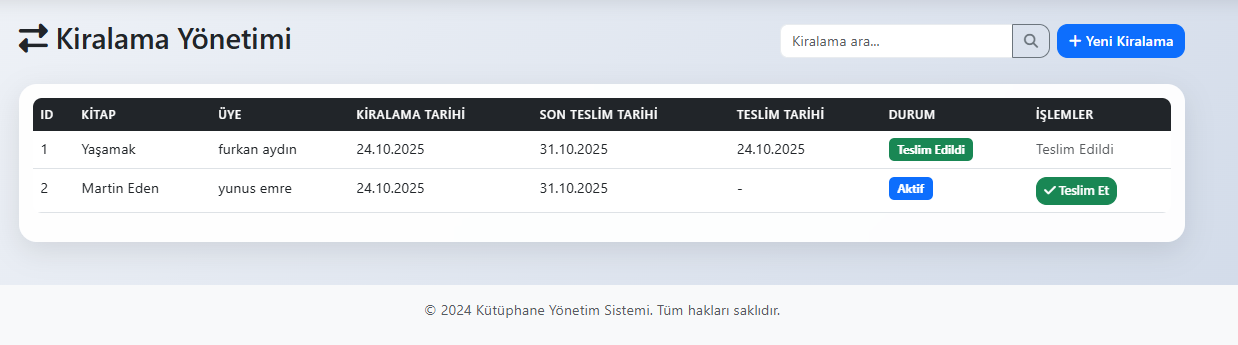 Kiralama Yönetimi
Kiralama ara...
Yeni Kiralama
ID KİTAP ÜYE KİRALAMA TARİHİ SON TESLİM TARİHİ TESLİM TARİHİ DURUM İŞLEMLER
1 Yaşamak furkan aydın 24.10.2025 31.10.2025 24.10.2025 Teslim Edildi Teslim Edildi
2 Martin Eden yunus emre 24.10.2025 31.10.2025 - Aktif Teslim Et
© 2024 Kütüphane Yönetim Sistemi. Tüm hakları saklıdır.